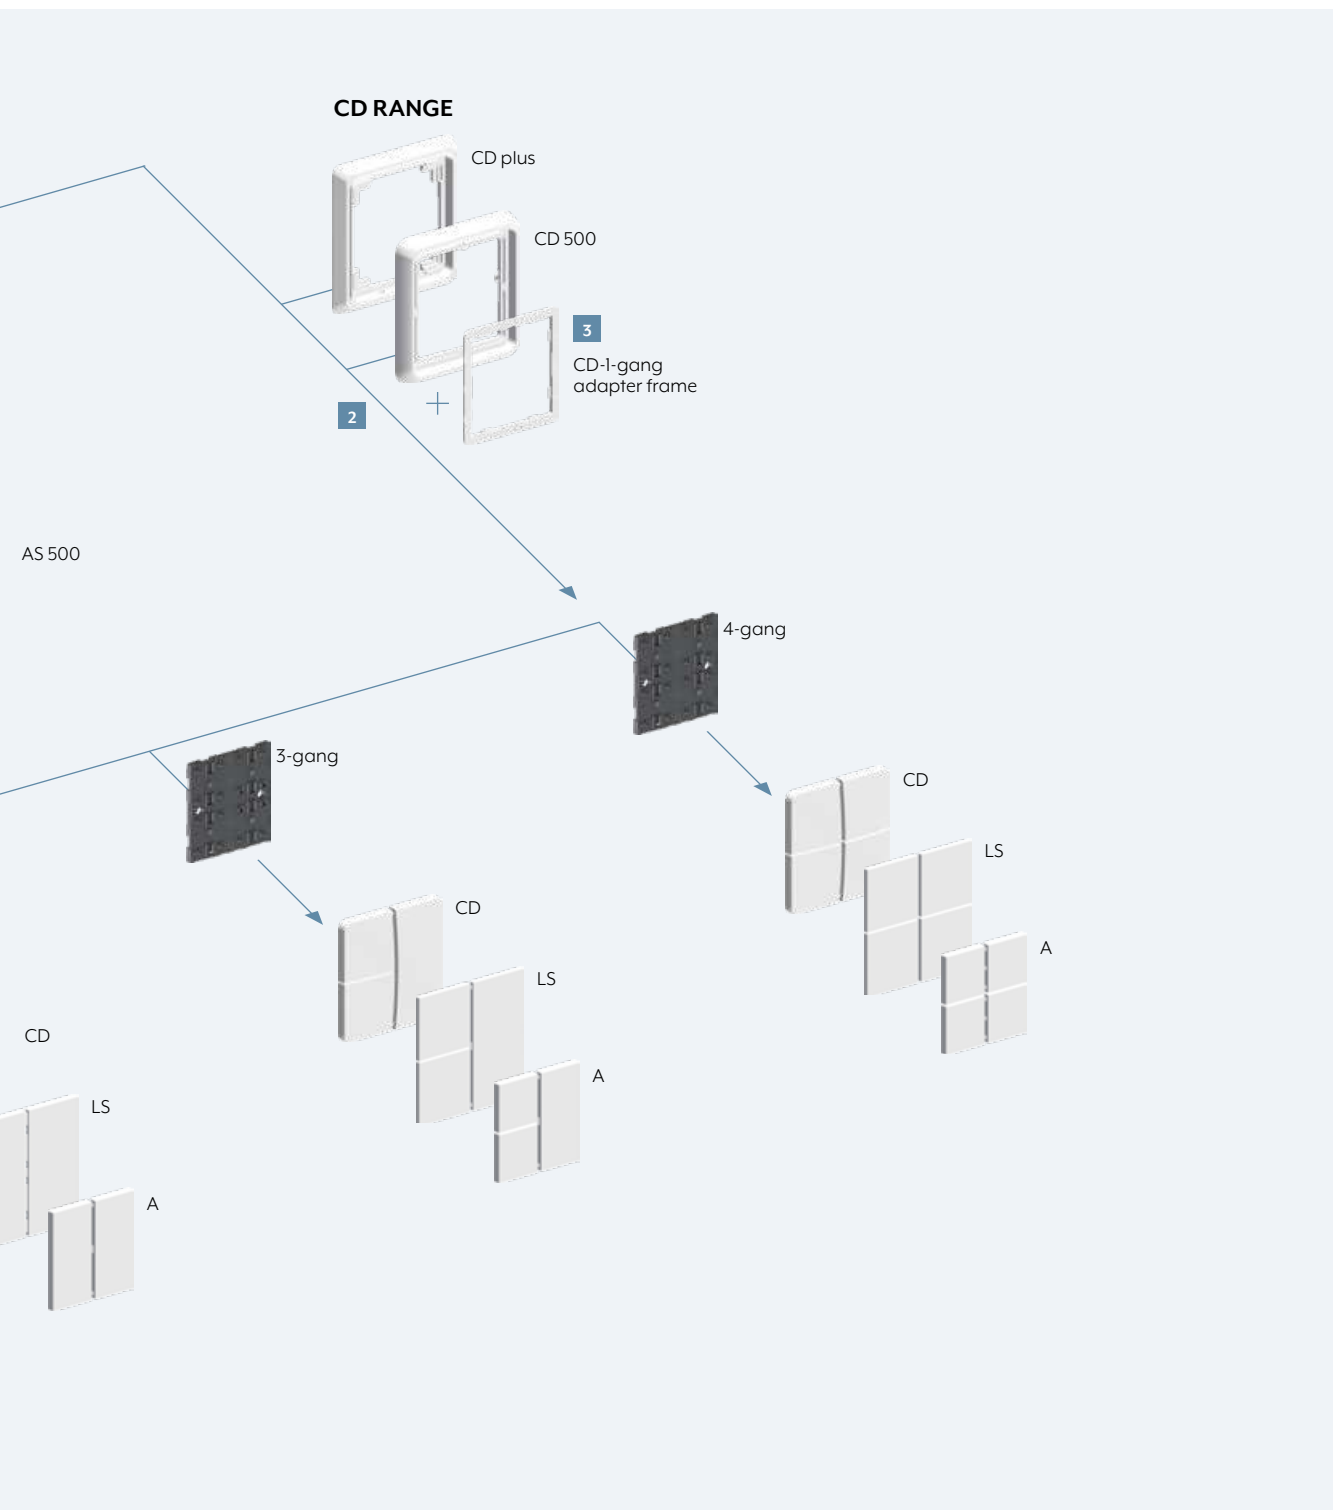 CD RANGE
CD plus
CD 500
3
CD-1-gang
adapter frame
2
AS 500
4-gang
3-gang
CD
LS
A
CD
LS
A
CD
LS
A